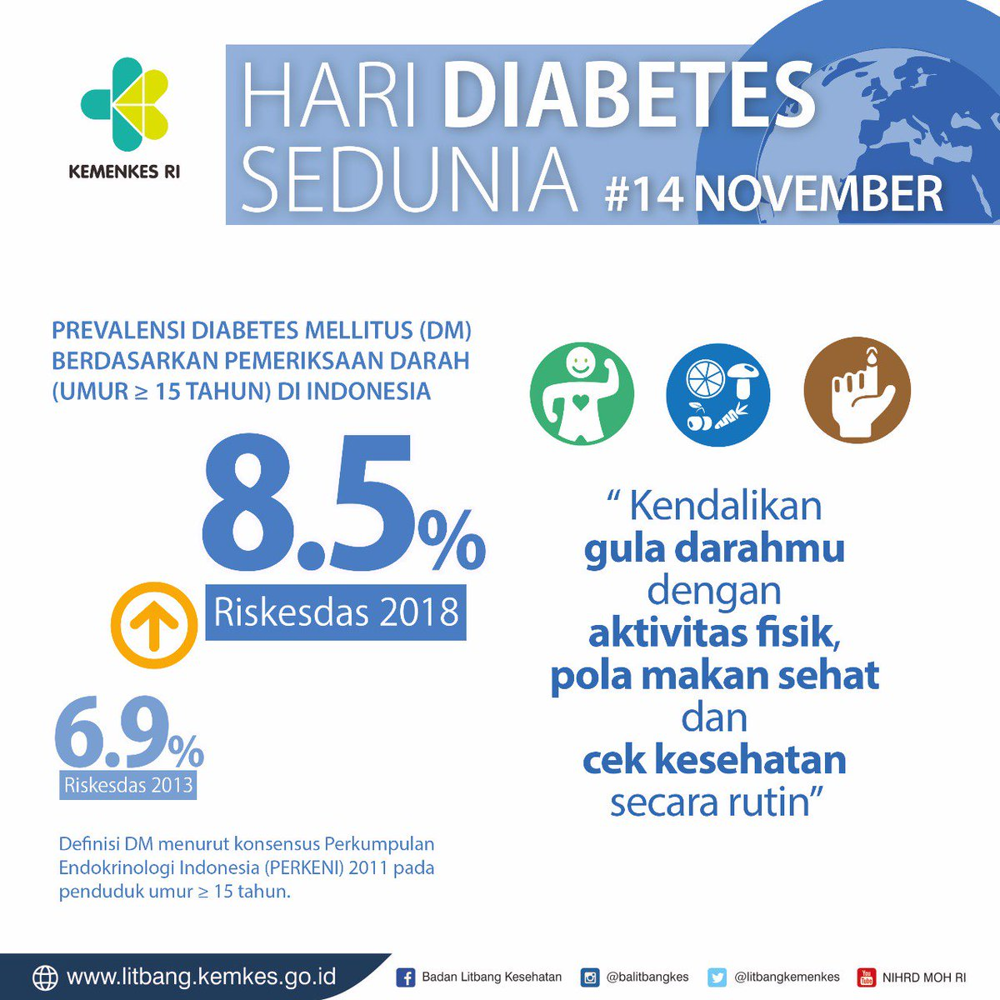 KEMENKES RI
HARI DIABETES
SEDUNIA #14 NOVEMBER
PREVALENSI DIABETES MELLITUS (DM)
BERDASARKAN PEMERIKSAAN DARAH
(UMUR ≥ 15 TAHUN) DI INDONESIA
8.5%
Riskesdas 2018
6.9%
Riskesdas 2013
Definisi DM menurut konsensus Perkumpulan
Endokrinologi Indonesia (PERKENI) 2011 pada
penduduk umur ≥ 15 tahun.
“ Kendalikan
gula darahmu
dengan
aktivitas fisik,
pola makan sehat
dan
cek kesehatan
secara rutin”
www.litbang.kemkes.go.id
Badan Litbang Kesehatan
@balitbangkes
@litbangkemenkes
You Tube
NIHRD MOH RI